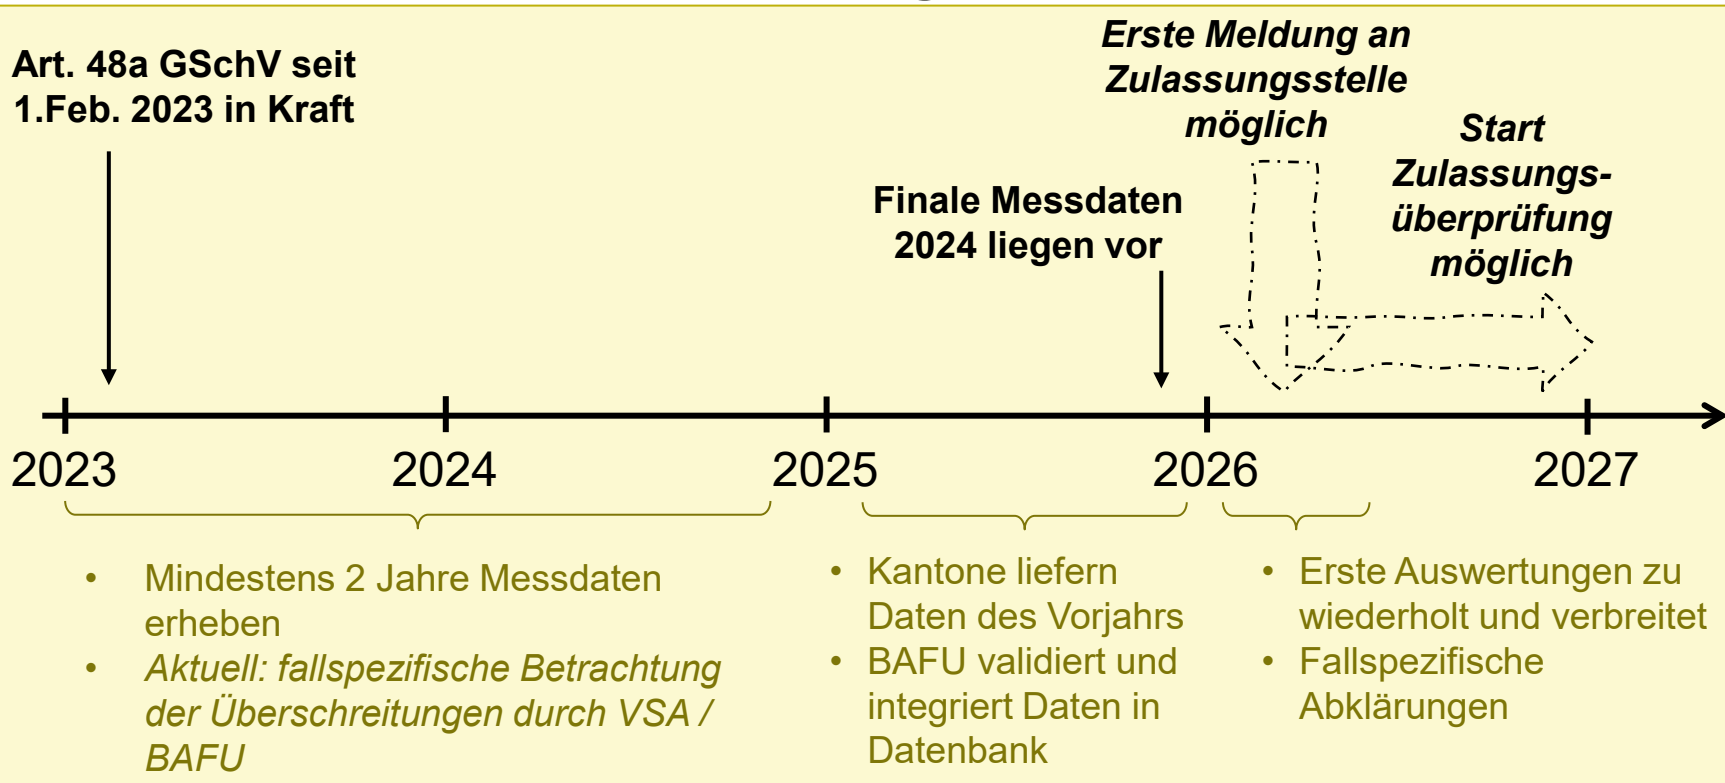 Art. 48a GSchV seit
1.Feb. 2023 in Kraft
Finale Messdaten
2024 liegen vor
Erste Meldung an
Zulassungsstelle
möglich
Start
Zulassungs-
überprüfung
möglich
2023
2024
2025
2026
2027
• Mindestens 2 Jahre Messdaten
erheben
• Aktuell: fallspezifische Betrachtung
der Überschreitungen durch VSA /
BAFU
• Kantone liefern
Daten des Vorjahrs
• BAFU validiert und
integriert Daten in
Datenbank
• Erste Auswertungen zu
wiederholt und verbreitet
• Fallspezifische
Abklärungen